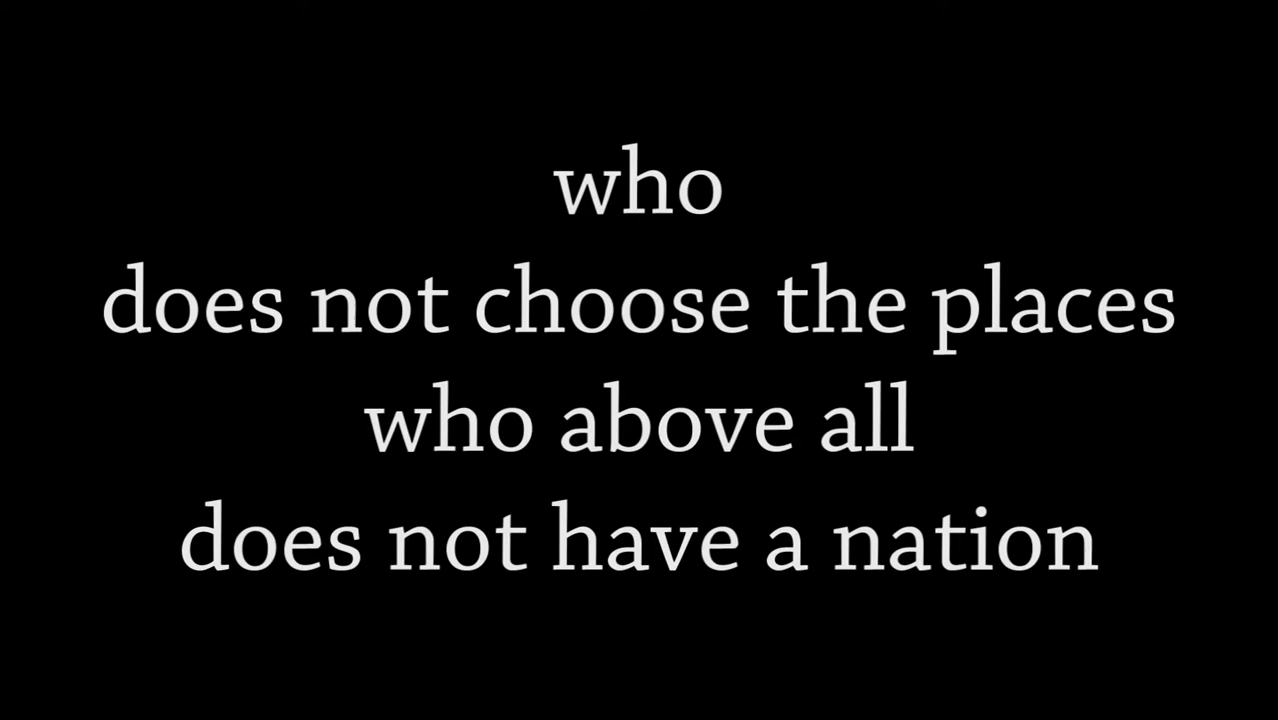 who
does not choose the places
who above all
does not have a nation